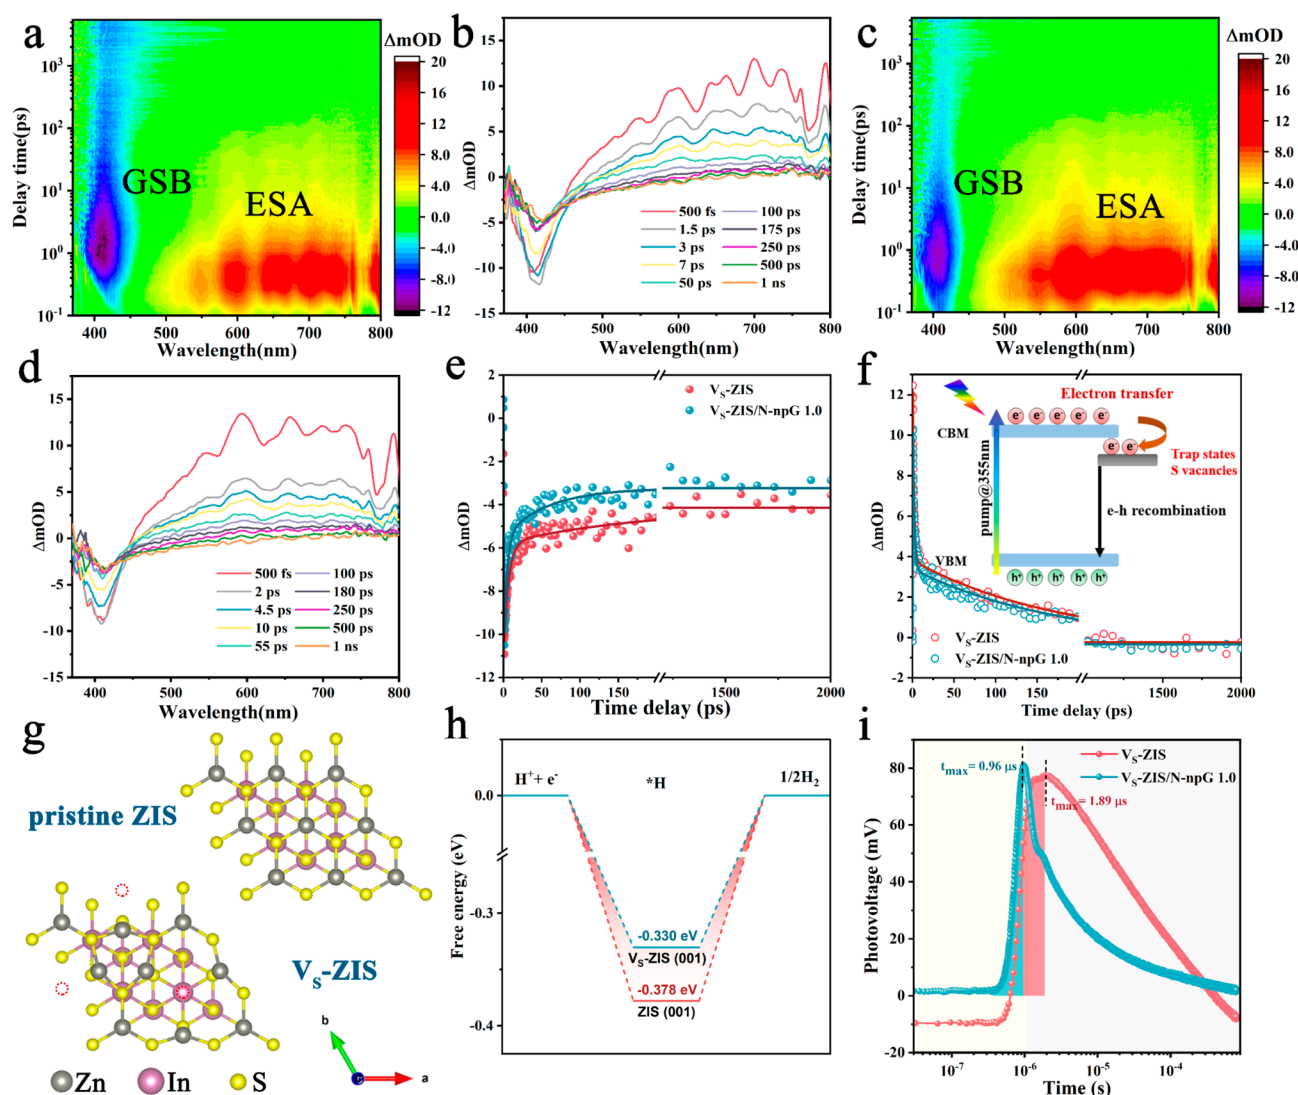 a
ΔmOD
20
16
12
8.0
4.0
0.0
-4.0
-8.0
-12
GSB
ESA
Delay time(ps)
10³
10²
10¹
10⁰
10⁻¹
400 500 600 700 800
Wavelength(nm)
b
ΔmOD
15
10
5
0
-5
-10
-15
500 fs 100 ps
1.5 ps 175 ps
3 ps 250 ps
7 ps 500 ps
50 ps 1 ns
400 500 600 700 800
Wavelength(nm)
c
ΔmOD
20
16
12
8.0
4.0
0.0
-4.0
-8.0
-12
GSB
ESA
Delay time(ps)
10³
10²
10¹
10⁰
10⁻¹
400 500 600 700 800
Wavelength(nm)
d
ΔmOD
15
10
5
0
-5
-10
-15
500 fs 100 ps
2 ps 180 ps
4.5 ps 250 ps
10 ps 500 ps
55 ps 1 ns
400 500 600 700 800
Wavelength(nm)
e
ΔmOD
2
0
-2
-4
-6
-8
-10
-12
V_S-ZIS
V_S-ZIS/N-npG 1.0
0 50 100 150 1500 2000
Time delay (ps)
f
ΔmOD
12
10
8
6
4
2
0
-2
Electron transfer
CBM
e⁻ e⁻ e⁻ e⁻ e⁻
e⁻ e⁻
Trap states
S vacancies
pump@355nm
e-h recombination
VBM
h⁺ h⁺ h⁺ h⁺ h⁺
V_S-ZIS
V_S-ZIS/N-npG 1.0
0 50 100 150 1500 2000
Time delay (ps)
g
pristine ZIS
V_S-ZIS
b
c
a
Zn In S
h
Free energy (eV)
0.0
-0.3
-0.4
H⁺+ e⁻
*H
1/2H₂
-0.330 eV
V_S-ZIS (001)
-0.378 eV
ZIS (001)
i
Photovoltage (mV)
80
60
40
20
0
-20
t_max= 0.96 μs
V_S-ZIS
V_S-ZIS/N-npG 1.0
t_max= 1.89 μs
10⁻⁷ 10⁻⁶ 10⁻⁵ 10⁻⁴
Time (s)